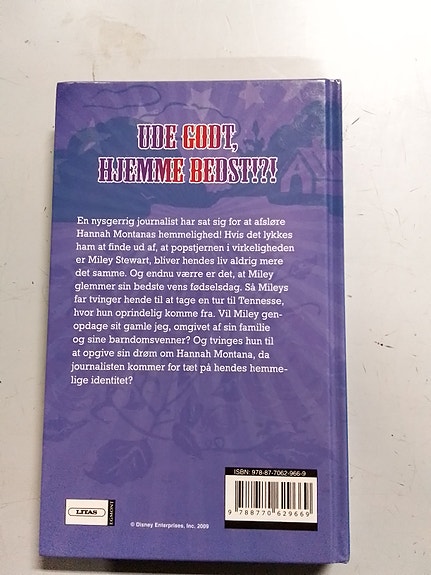 UDE GODT,
HJEMME BEDST!?!
En nysgerrig journalist har sat sig for at afsløre
Hannah Montanas hemmelighed! Hvis det lykkes
ham at finde ud af, at popstjernen i virkeligheden
er Miley Stewart, bliver hendes liv aldrig mere
det samme. Og endnu værre er det, at Miley
glemmer sin bedste vens fødselsdag. Så Mileys
far tvinger hende til at tage en tur til Tennesse,
hvor hun oprindelig komme fra. Vil Miley gen-
opdage sit gamle jeg, omgivet af sin familie
og sine barndomsvenner? Og tvinges hun til
at opgive sin drøm om Hannah Montana, da
journalisten kommer for tæt på hendes hemme-
lige identitet?
ISBN: 978-87-7062-966-9
9 788770 629669
LITAS
EGMONT
© Disney Enterprises, Inc. 2009